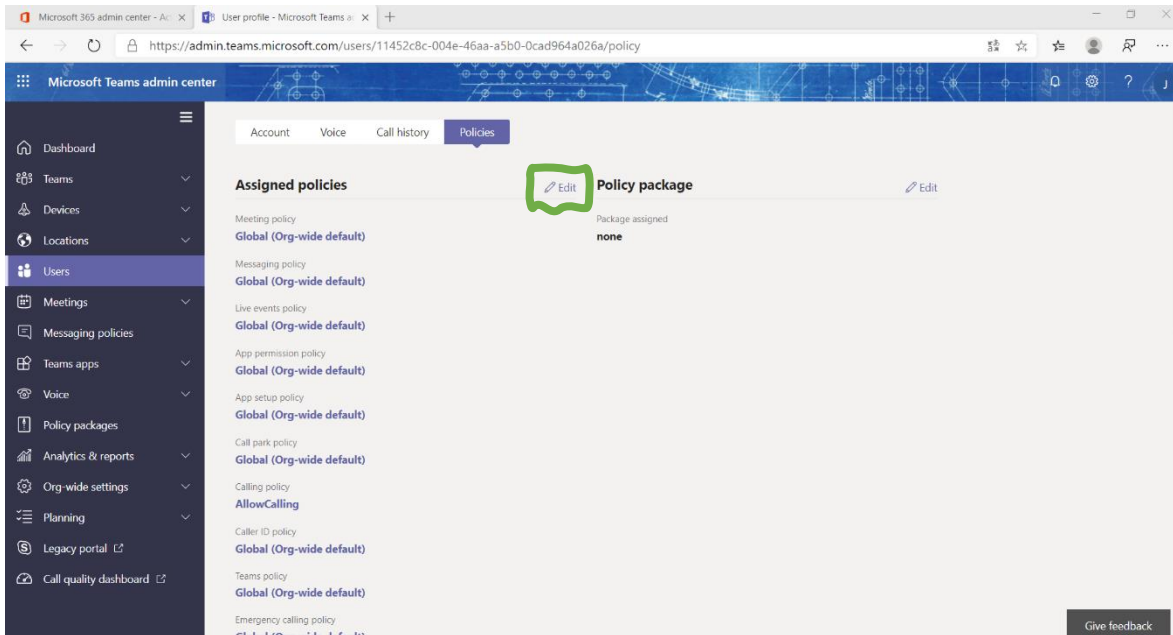 Microsoft 365 admin center - Ac
User profile - Microsoft Teams a
https://admin.teams.microsoft.com/users/11452c8c-004e-46aa-a5b0-0cad964a026a/policy
Microsoft Teams admin center
?
J
Dashboard
Teams
Devices
Locations
Users
Meetings
Messaging policies
Teams apps
Voice
Policy packages
Analytics & reports
Org-wide settings
Planning
Legacy portal
Call quality dashboard
Account Voice Call history Policies
Assigned policies Edit
Meeting policy
Global (Org-wide default)
Messaging policy
Global (Org-wide default)
Live events policy
Global (Org-wide default)
App permission policy
Global (Org-wide default)
App setup policy
Global (Org-wide default)
Call park policy
Global (Org-wide default)
Calling policy
AllowCalling
Caller ID policy
Global (Org-wide default)
Teams policy
Global (Org-wide default)
Emergency calling policy
Policy package Edit
Package assigned
none
Give feedback